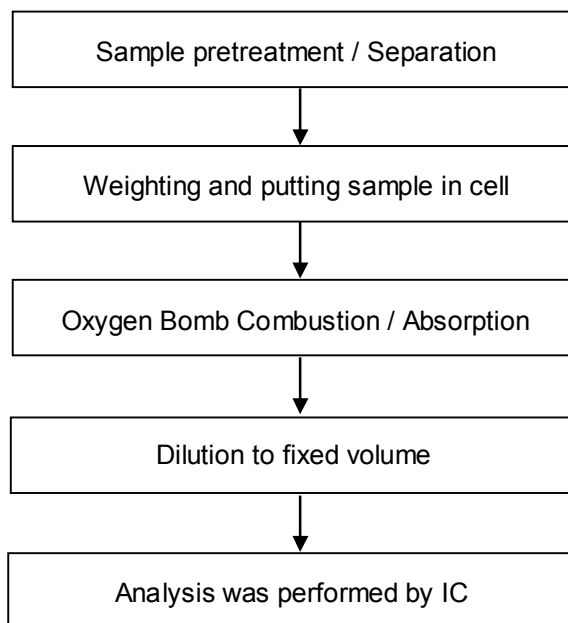 Sample pretreatment / Separation
Weighting and putting sample in cell
Oxygen Bomb Combustion / Absorption
Dilution to fixed volume
Analysis was performed by IC